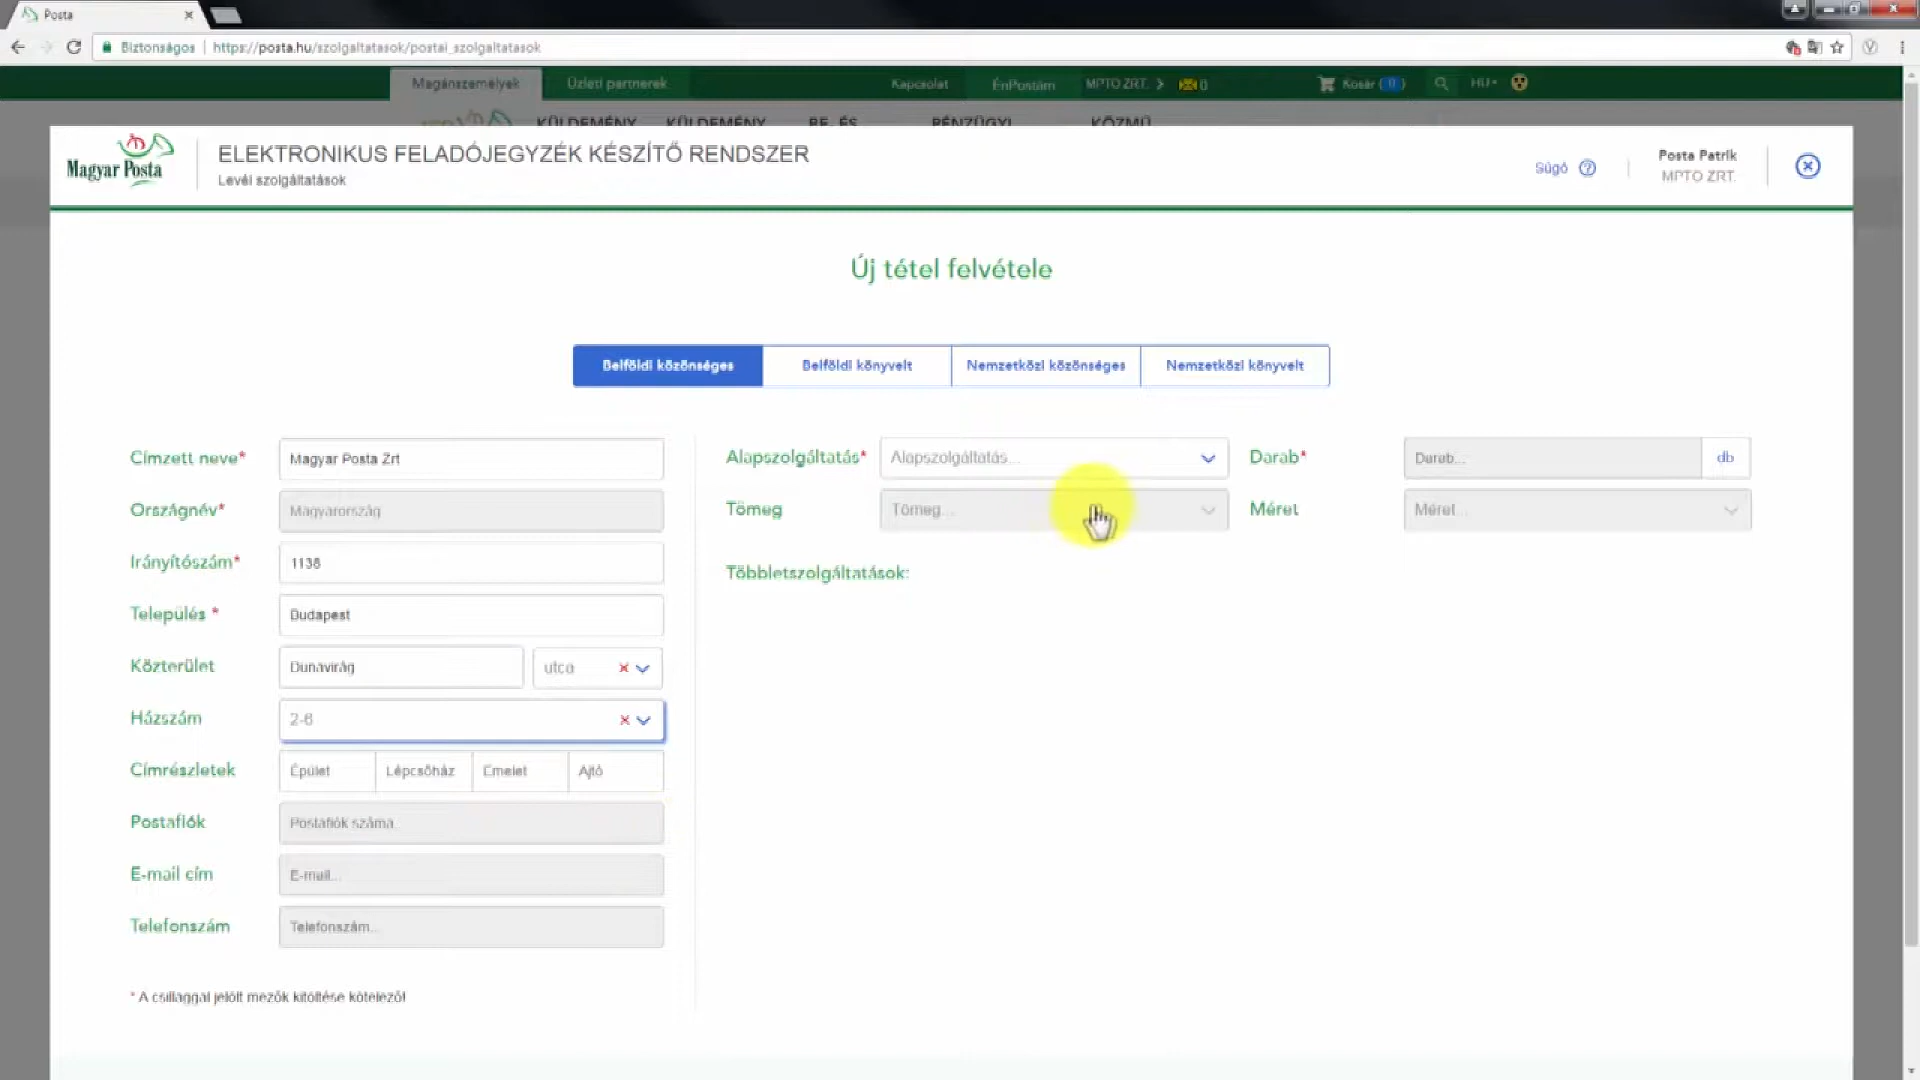 Posta
Biztonságos
https://posta.hu/szolgaltatasok/postai_szolgaltatasok
Magánszemélyek
Üzleti partnerek
Kapcsolat
ÉnPostám
MPTO ZRT.
0
Kosár (0)
HU
KÜLDEMÉNY
KÜLDEMÉNY
BE- ÉS
PÉNZÜGYI
KÖZMŰ
Magyar Posta
ELEKTRONIKUS FELADÓJEGYZÉK KÉSZÍTŐ RENDSZER
Levél szolgáltatások
Súgó
Posta Patrik
MPTO ZRT.
Új tétel felvétele
Belföldi közönséges
Belföldi könyvelt
Nemzetközi közönséges
Nemzetközi könyvelt
Címzett neve*
Magyar Posta Zrt
Országnév*
Magyarország
Irányítószám*
1138
Település *
Budapest
Közterület
Dunavirág
utca
Házszám
2-6
Címrészletek
Épület
Lépcsőház
Emelet
Ajtó
Postafiók
Postafiók száma
E-mail cím
E-mail...
Telefonszám
Telefonszám...
* A csillaggal jelölt mezők kitöltése kötelező!
Alapszolgáltatás*
Alapszolgáltatás...
Darab*
Darab...
db
Tömeg
Tömeg...
Méret
Méret...
Többletszolgáltatások: